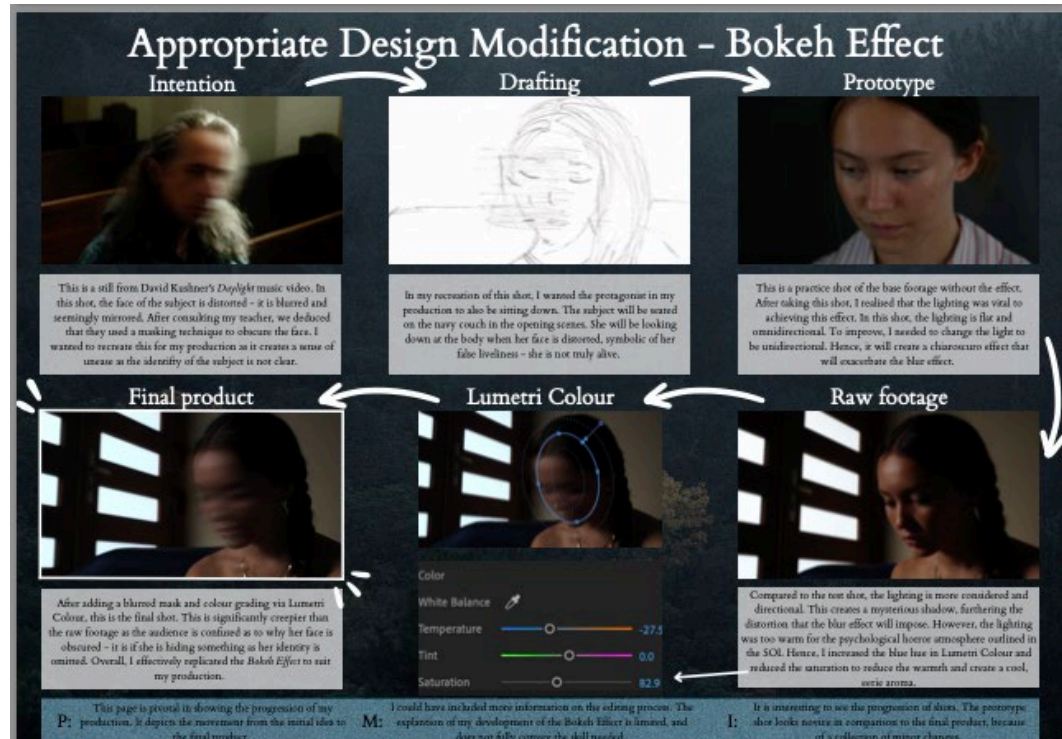 Appropriate Design Modification - Bokeh Effect
Intention
Drafting
Prototype
This is a still from David Kushner's Daylight music video. In
this shot, the face of the subject is distorted - it is blurred and
seemingly mirrored. After consulting my teacher, we deduced
that they used a masking technique to obscure the face. I
wanted to recreate this for my production as it creates a sense of
unease as the identifty of the subject is not clear.
In my recreation of this shot, I wanted the protagonist in my
production to also be sitting down. The subject will be seated
on the navy couch in the opening scenes. She will be looking
down at the body when her face is distorted, symbolic of her
false liveliness - she is not truly alive.
This is a practice shot of the base footage without the effect.
After taking this shot, I realised that the lighting was vital to
achieving this effect. In this shot, the lighting is flat and
omnidirectional. To improve, I needed to change the light to
be unidirectional. Hence, it will create a chiaroscuro effect that
will exacerbate the blur effect.
Final product
Lumetri Colour
Raw footage
After adding a blurred mask and colour grading via Lumetri
Colour, this is the final shot. This is significantly creepier than
the raw footage as the audience is confused as to why her face is
obscured - it is if she is hiding something as her identity is
omitted. Overall, I effectively replicated the Bokeh Effect to suit
my production.
Color
White Balance
Temperature -27.5
Tint 0.0
Saturation 82.9
Compared to the test shot, the lighting is more considered and
directional. This creates a mysterious shadow, furthering the
distortion that the blur effect will impose. However, the lighting
was too warm for the psychological horror atmosphere outlined in
the SOI. Hence, I increased the blue hue in Lumetri Colour and
reduced the saturation to reduce the warmth and create a cool,
eerie aroma.
P: This page is pivotal in showing the progression of my
production. It depicts the movement from the initial idea to
the final product.
M: I could have included more information on the editing process. The
explantion of my development of the Bokeh Effect is limited, and
does not fully convey the skill needed.
I: It is interesting to see the progression of shots. The prototype
shot looks novice in comparison to the final product, because
of a collection of minor changes.